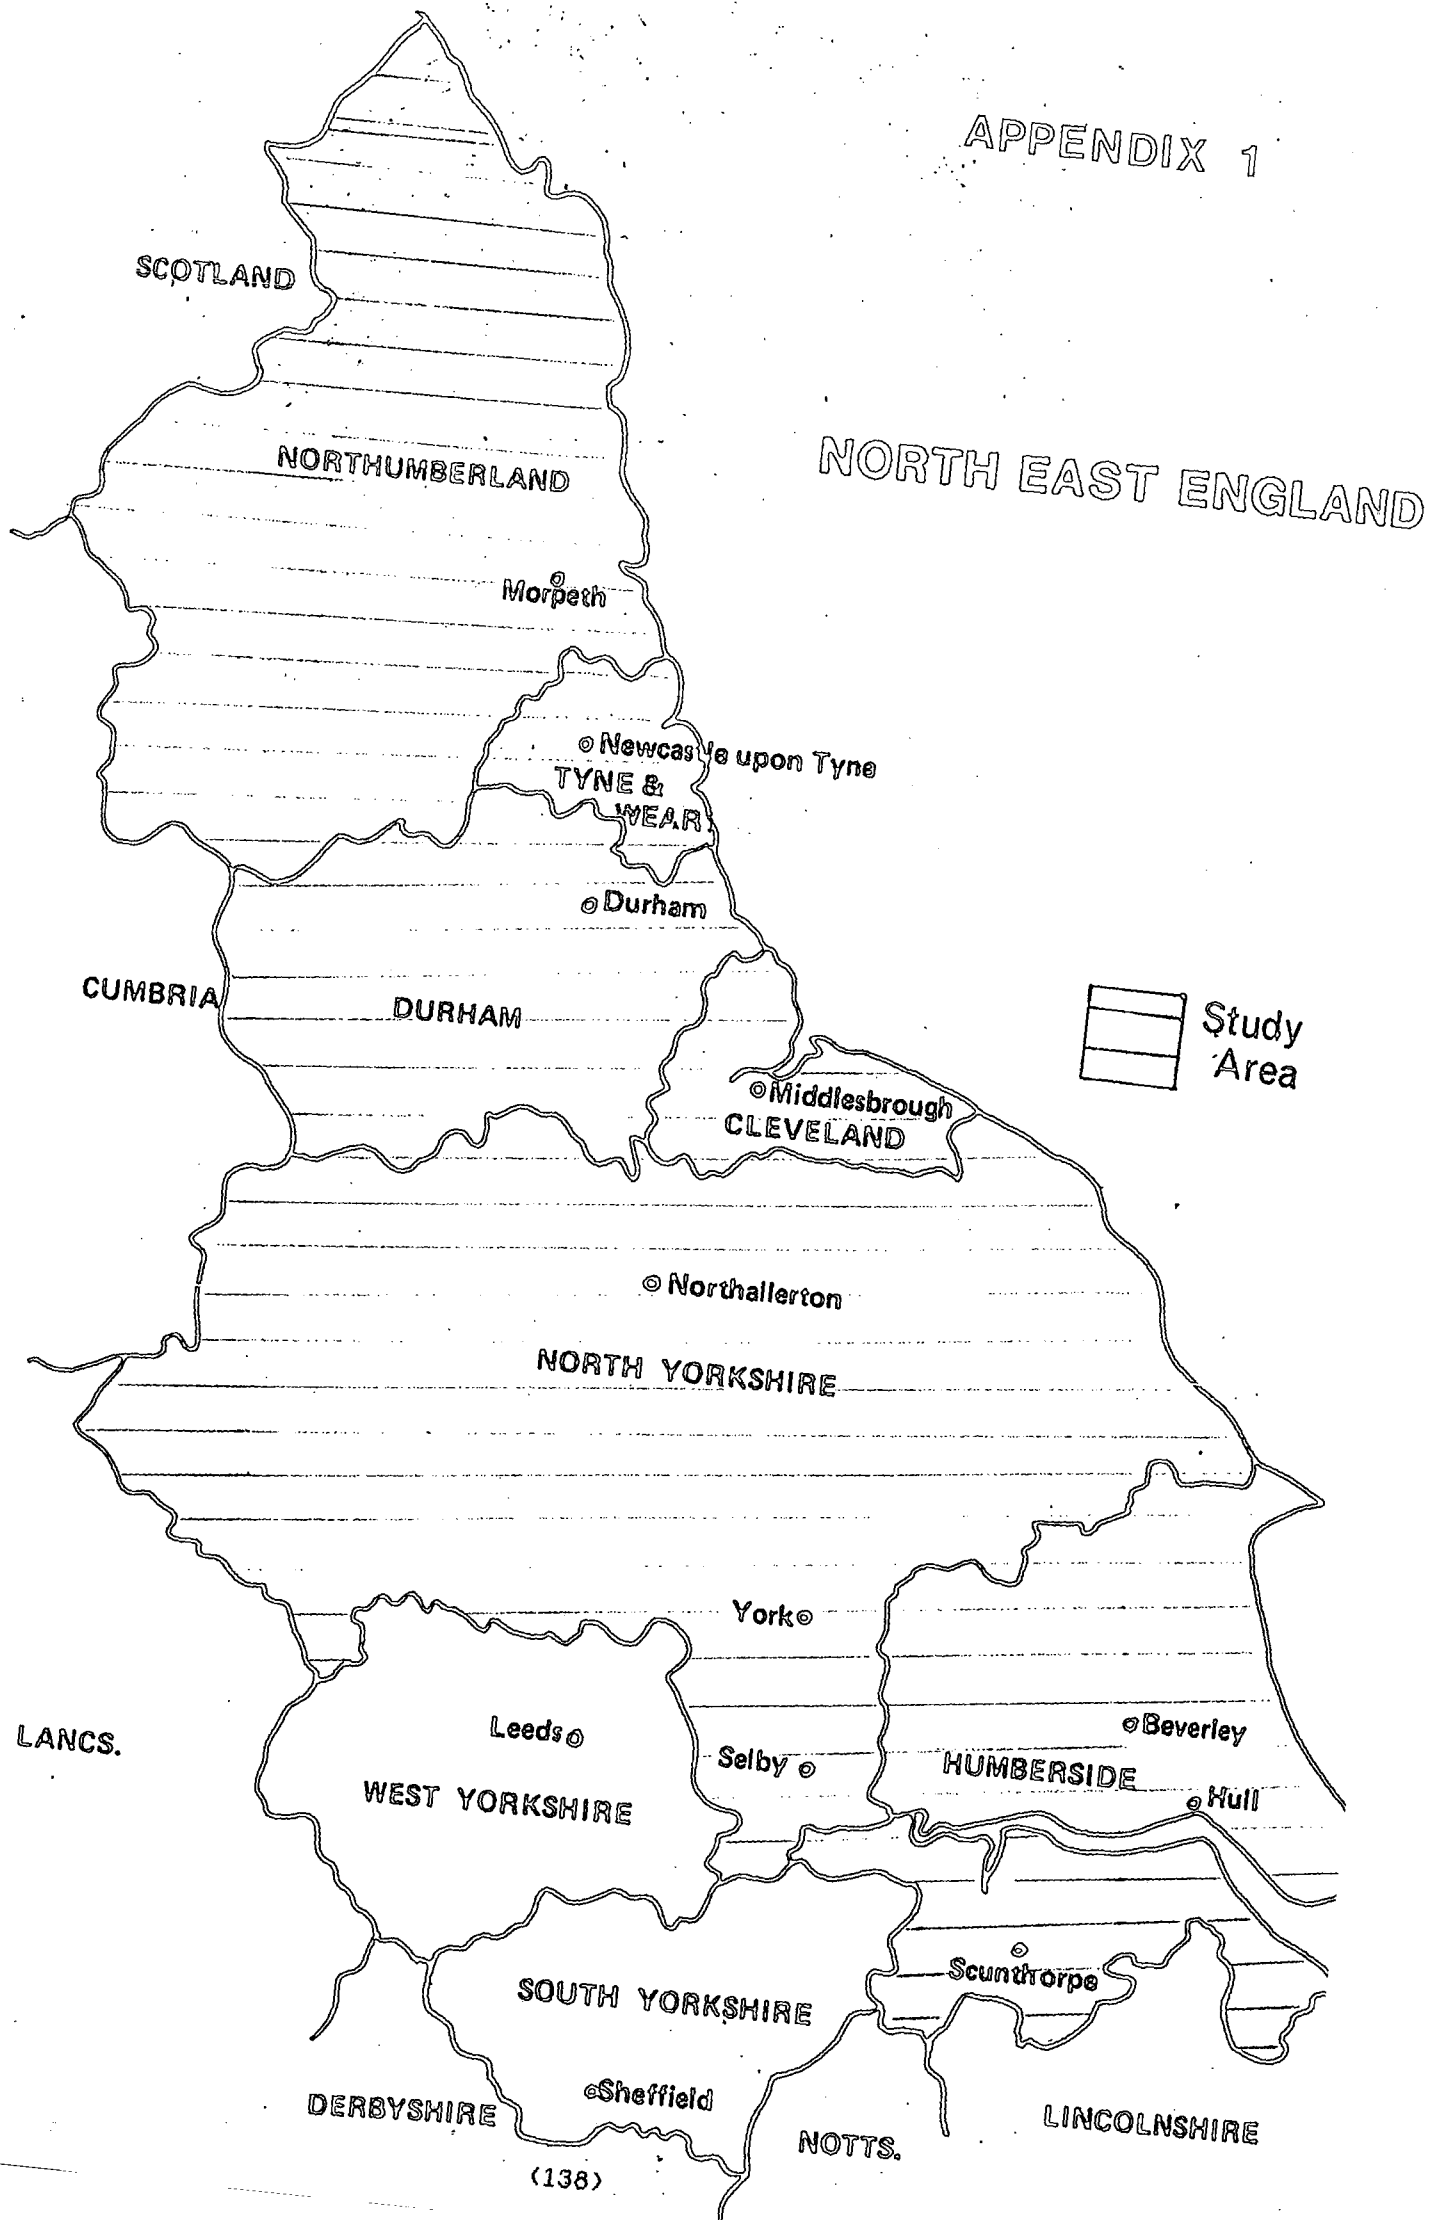 APPENDIX 1
SCOTLAND
NORTHUMBERLAND
NORTH EAST ENGLAND
Morpeth
Newcastle upon Tyne
TYNE &
WEAR
Durham
CUMBRIA
DURHAM
Study
Area
Middlesbrough
CLEVELAND
Northallerton
NORTH YORKSHIRE
York
LANCS.
Leeds
Selby
Beverley
HUMBERSIDE
Hull
WEST YORKSHIRE
Scunthorpe
SOUTH YORKSHIRE
Sheffield
DERBYSHIRE
NOTTS.
LINCOLNSHIRE
(138)